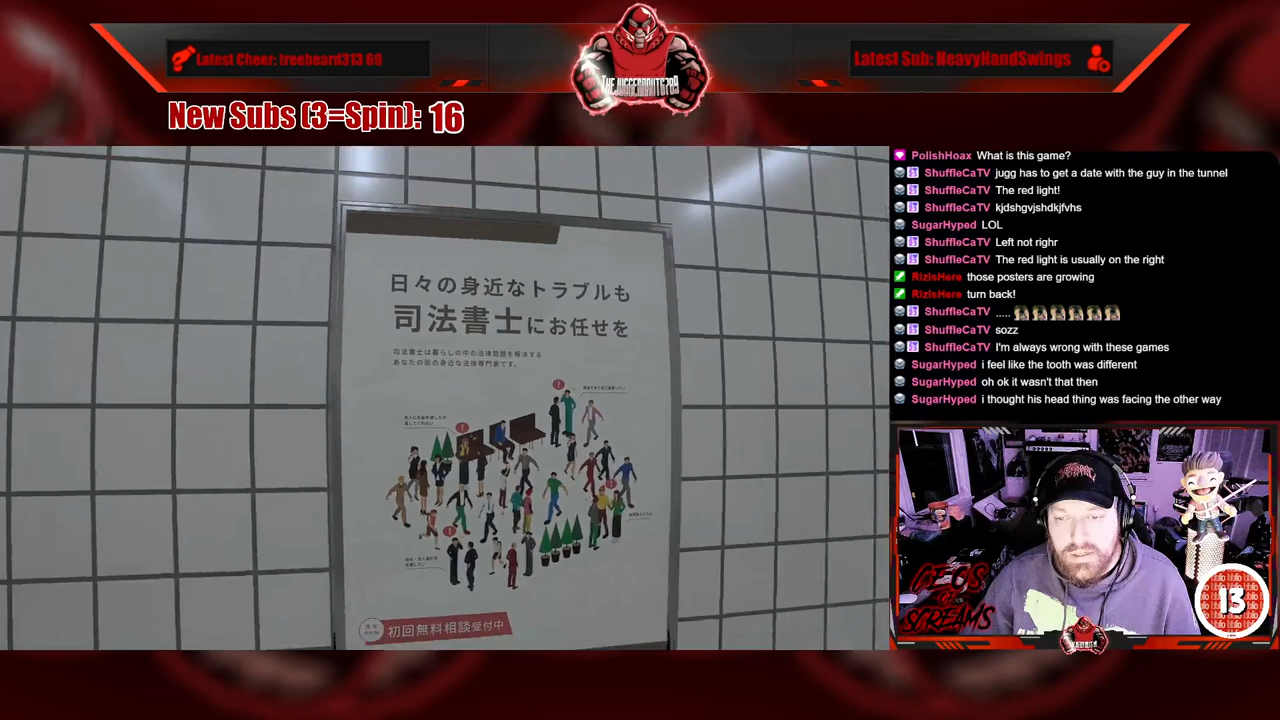 Latest Cheer: treebeard313 69
THEJUGGERNAUT6789
Latest Sub: HeavyHandSwings
New Subs (3=Spin): 16
日々の身近なトラブルも
司法書士にお任せを
司法書士は暮らしの中の法律問題を解決する
あなたの街の身近な法律専門家です。
初回無料相談受付中
PolishHoax What is this game?
ShuffleCaTV jugg has to get a date with the guy in the tunnel
ShuffleCaTV The red light!
ShuffleCaTV kjdshgvjshdkjfvhs
SugarHyped LOL
ShuffleCaTV Left not righr
ShuffleCaTV The red light is usually on the right
RizIsHere those posters are growing
RizIsHere turn back!
ShuffleCaTV .....
ShuffleCaTV sozz
ShuffleCaTV I'm always wrong with these games
SugarHyped i feel like the tooth was different
SugarHyped oh ok it wasn't that then
SugarHyped i thought his head thing was facing the other way
SCREAMS
13